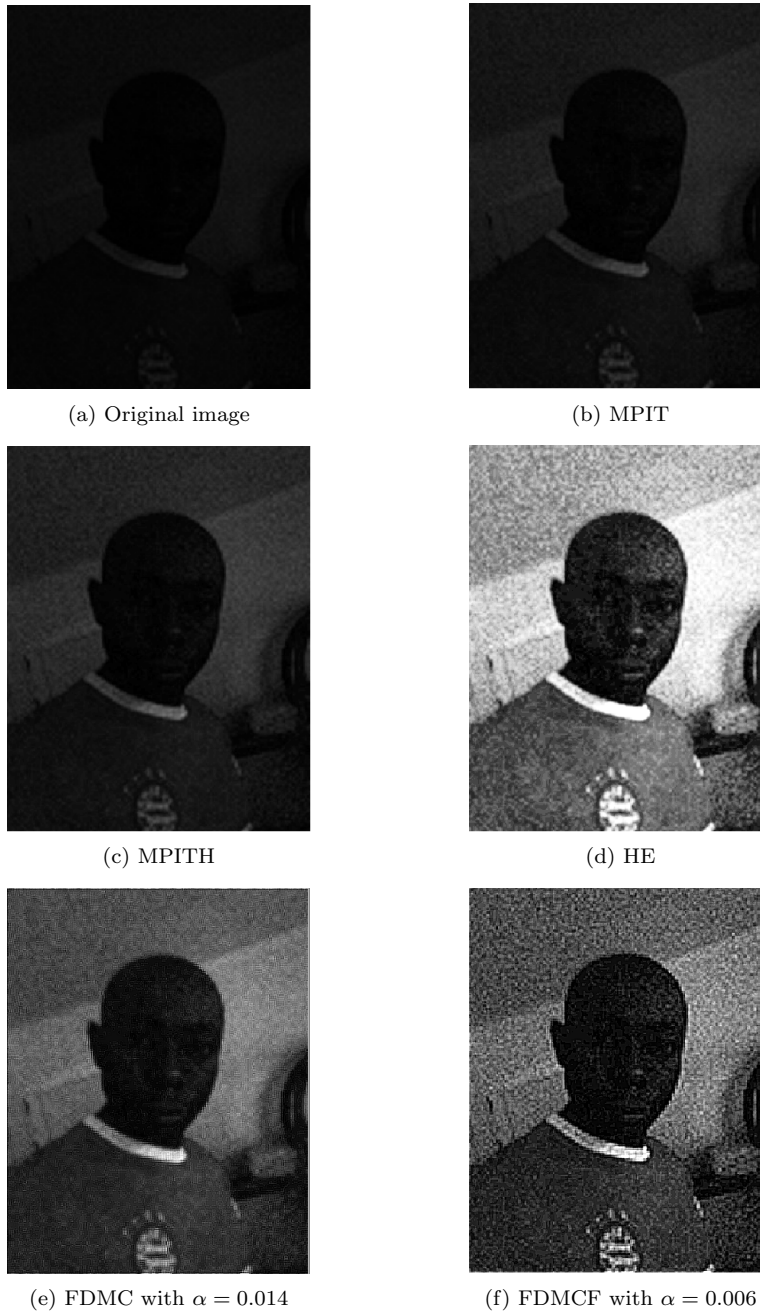 (a) Original image
(b) MPIT
(c) MPITH
(d) HE
(e) FDMC with α = 0.014
(f) FDMCF with α = 0.006